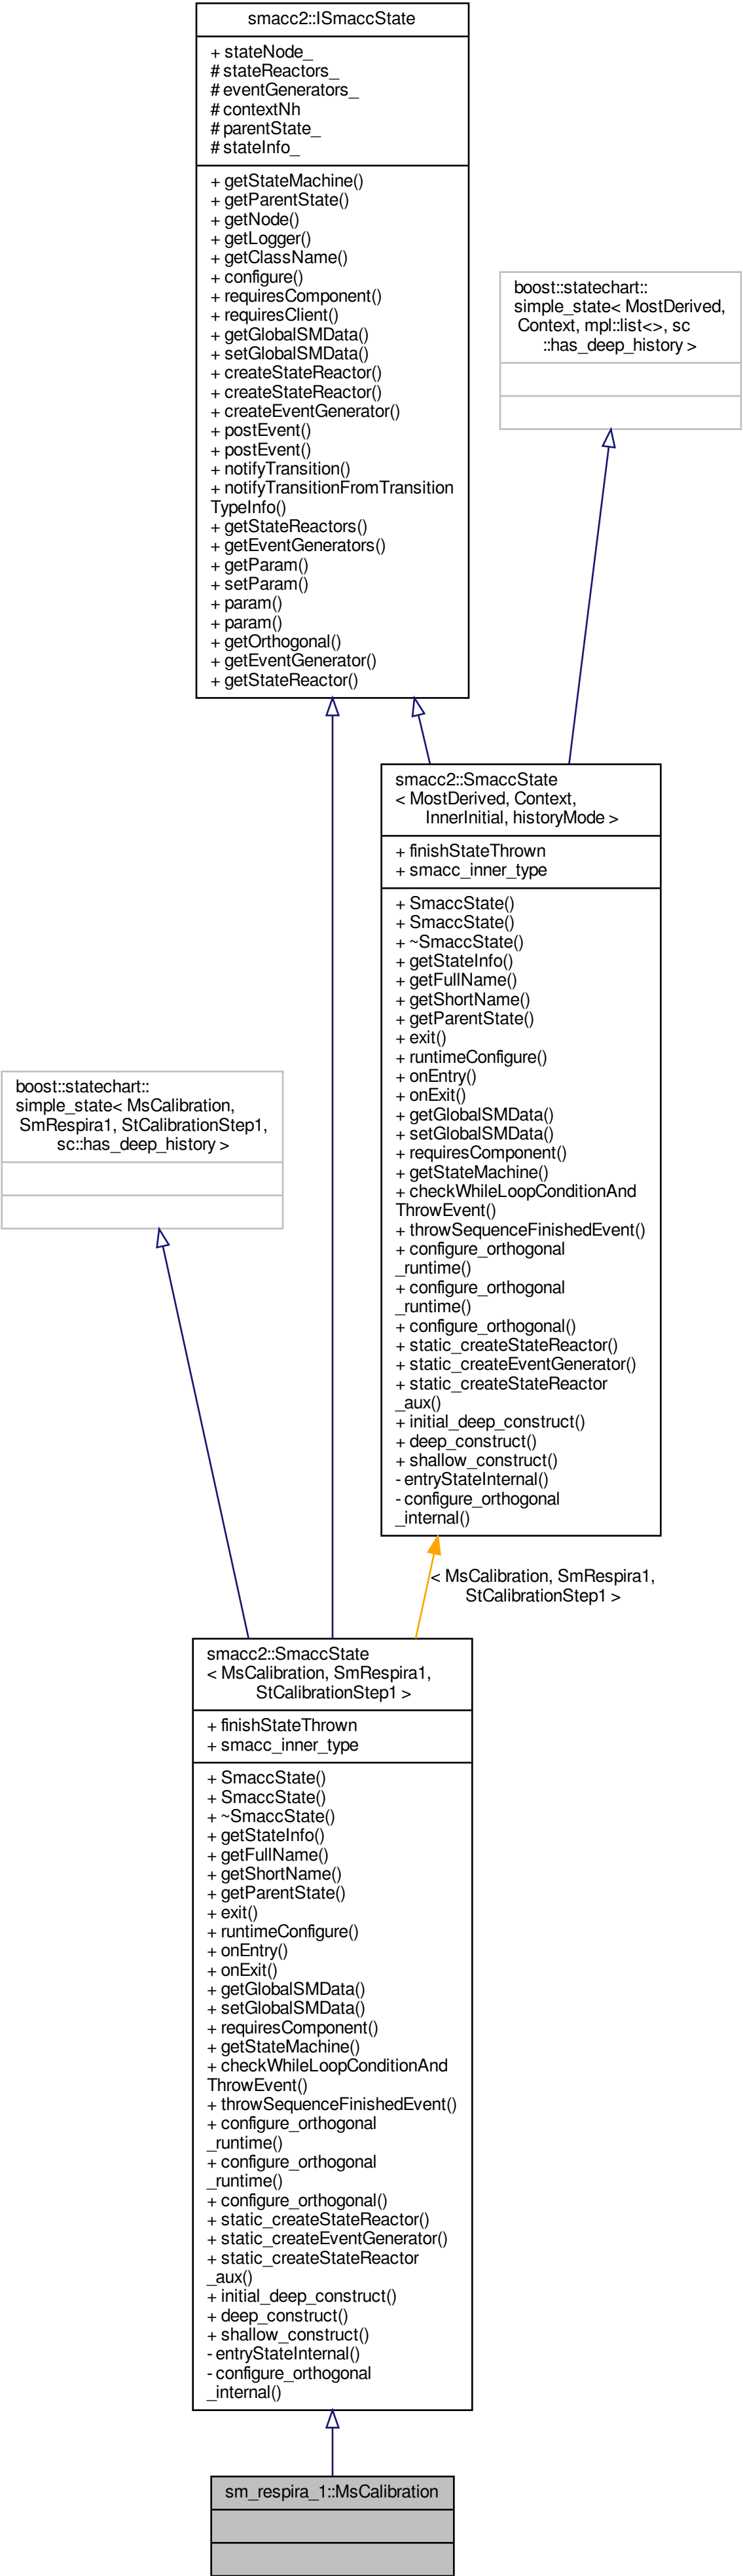 smacc2::ISmaccState
+ stateNode_
# stateReactors_
# eventGenerators_
# contextNh
# parentState_
# stateInfo_
+ getStateMachine()
+ getParentState()
+ getNode()
+ getLogger()
+ getClassName()
+ configure()
+ requiresComponent()
+ requiresClient()
+ getGlobalSMData()
+ setGlobalSMData()
+ createStateReactor()
+ createStateReactor()
+ createEventGenerator()
+ postEvent()
+ postEvent()
+ notifyTransition()
+ notifyTransitionFromTransition
TypeInfo()
+ getStateReactors()
+ getEventGenerators()
+ getParam()
+ setParam()
+ param()
+ param()
+ getOrthogonal()
+ getEventGenerator()
+ getStateReactor()
boost::statechart::
simple_state< MostDerived,
Context, mpl::list<>, sc
::has_deep_history >
smacc2::SmaccState
< MostDerived, Context,
InnerInitial, historyMode >
+ finishStateThrown
+ smacc_inner_type
+ SmaccState()
+ SmaccState()
+ ~SmaccState()
+ getStateInfo()
+ getFullName()
+ getShortName()
+ getParentState()
+ exit()
+ runtimeConfigure()
+ onEntry()
+ onExit()
+ getGlobalSMData()
+ setGlobalSMData()
+ requiresComponent()
+ getStateMachine()
+ checkWhileLoopConditionAnd
ThrowEvent()
+ throwSequenceFinishedEvent()
+ configure_orthogonal
_runtime()
+ configure_orthogonal
_runtime()
+ configure_orthogonal()
+ static_createStateReactor()
+ static_createEventGenerator()
+ static_createStateReactor
_aux()
+ initial_deep_construct()
+ deep_construct()
+ shallow_construct()
- entryStateInternal()
- configure_orthogonal
_internal()
boost::statechart::
simple_state< MsCalibration,
SmRespira1, StCalibrationStep1,
sc::has_deep_history >
< MsCalibration, SmRespira1,
StCalibrationStep1 >
smacc2::SmaccState
< MsCalibration, SmRespira1,
StCalibrationStep1 >
+ finishStateThrown
+ smacc_inner_type
+ SmaccState()
+ SmaccState()
+ ~SmaccState()
+ getStateInfo()
+ getFullName()
+ getShortName()
+ getParentState()
+ exit()
+ runtimeConfigure()
+ onEntry()
+ onExit()
+ getGlobalSMData()
+ setGlobalSMData()
+ requiresComponent()
+ getStateMachine()
+ checkWhileLoopConditionAnd
ThrowEvent()
+ throwSequenceFinishedEvent()
+ configure_orthogonal
_runtime()
+ configure_orthogonal
_runtime()
+ configure_orthogonal()
+ static_createStateReactor()
+ static_createEventGenerator()
+ static_createStateReactor
_aux()
+ initial_deep_construct()
+ deep_construct()
+ shallow_construct()
- entryStateInternal()
- configure_orthogonal
_internal()
sm_respira_1::MsCalibration